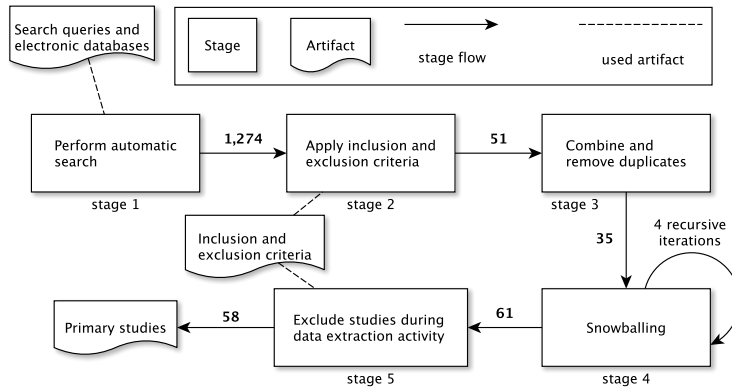 Search queries and
electronic databases
Stage
Artifact
stage flow
used artifact
Perform automatic
search
stage 1
1,274
Apply inclusion and
exclusion criteria
stage 2
51
Combine and
remove duplicates
stage 3
Inclusion and
exclusion criteria
35
4 recursive
iterations
Primary studies
58
Exclude studies during
data extraction activity
stage 5
61
Snowballing
stage 4